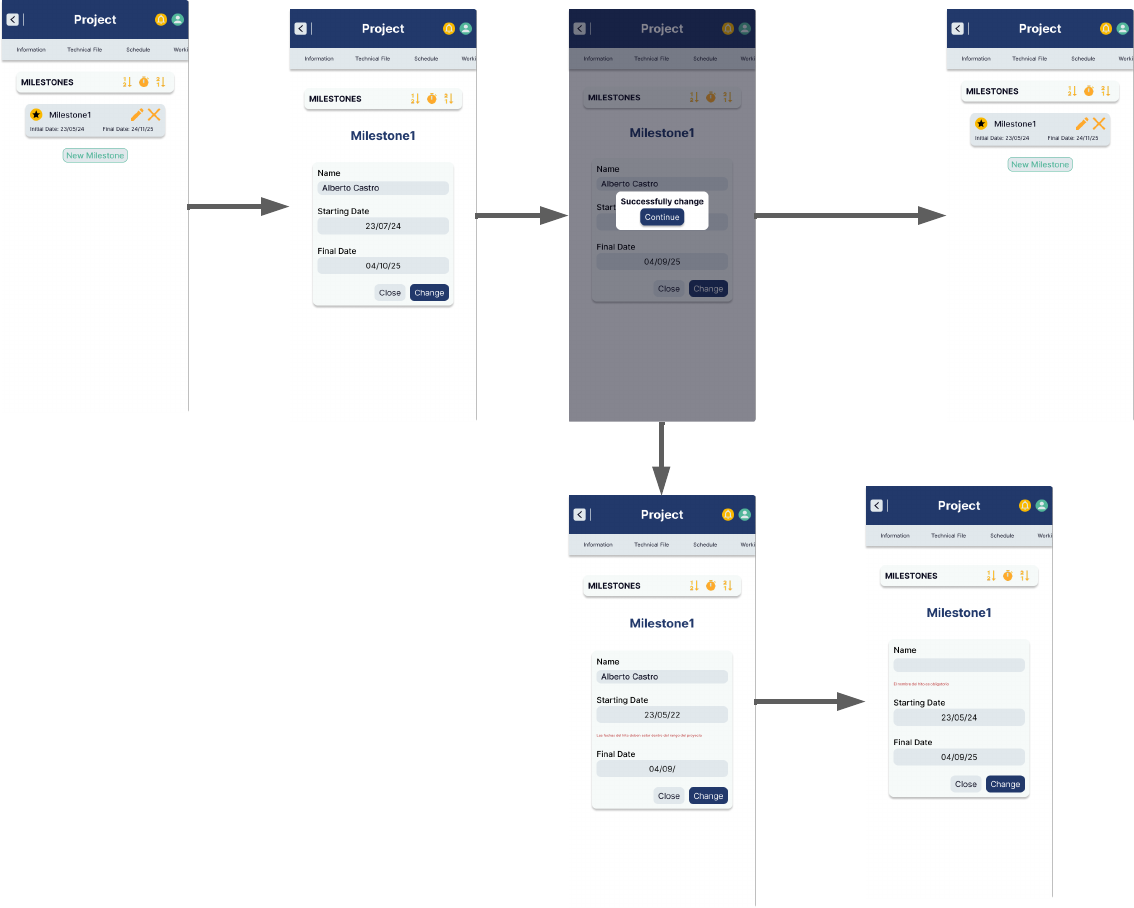 Project
Information Technical File Schedule Worki
MILESTONES
Milestone1
Initial Date: 23/05/24 Final Date: 24/11/25
New Milestone
Project
Information Technical File Schedule Worki
MILESTONES
Milestone1
Name
Alberto Castro
Starting Date
23/07/24
Final Date
04/10/25
Close Change
Project
Information Technical File Schedule Worki
MILESTONES
Milestone1
Name
Alberto Castro
Successfully change
Start
Continue
Final Date
04/09/25
Close Change
Project
Information Technical File Schedule Worki
MILESTONES
Milestone1
Initial Date: 23/05/24 Final Date: 24/11/25
New Milestone
Project
Information Technical File Schedule Worki
MILESTONES
Milestone1
Name
Alberto Castro
Starting Date
23/05/22
Las fechas del hito deben estar dentro del rango del proyecto
Final Date
04/09/
Close Change
Project
Information Technical File Schedule Worki
MILESTONES
Milestone1
Name
El nombre del hito es obligatorio
Starting Date
23/05/24
Final Date
04/09/25
Close Change